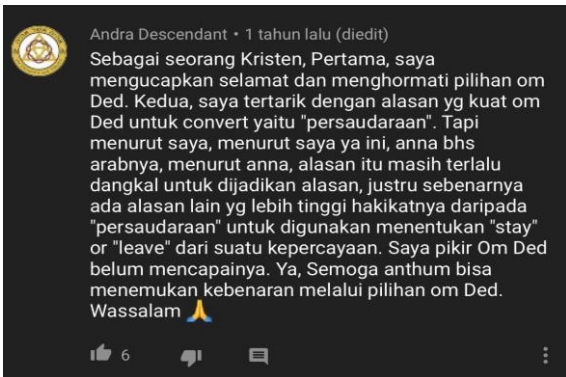 Andra Descendant • 1 tahun lalu (diedit)
Sebagai seorang Kristen, Pertama, saya
mengucapkan selamat dan menghormati pilihan om
Ded. Kedua, saya tertarik dengan alasan yg kuat om
Ded untuk convert yaitu "persaudaraan". Tapi
menurut saya, menurut saya ya ini, anna bhs
arabnya, menurut anna, alasan itu masih terlalu
dangkal untuk dijadikan alasan, justru sebenarnya
ada alasan lain yg lebih tinggi hakikatnya daripada
"persaudaraan" untuk digunakan menentukan "stay"
or "leave" dari suatu kepercayaan. Saya pikir Om Ded
belum mencapainya. Ya, Semoga anthum bisa
menemukan kebenaran melalui pilihan om Ded.
Wassalam 🙏
6